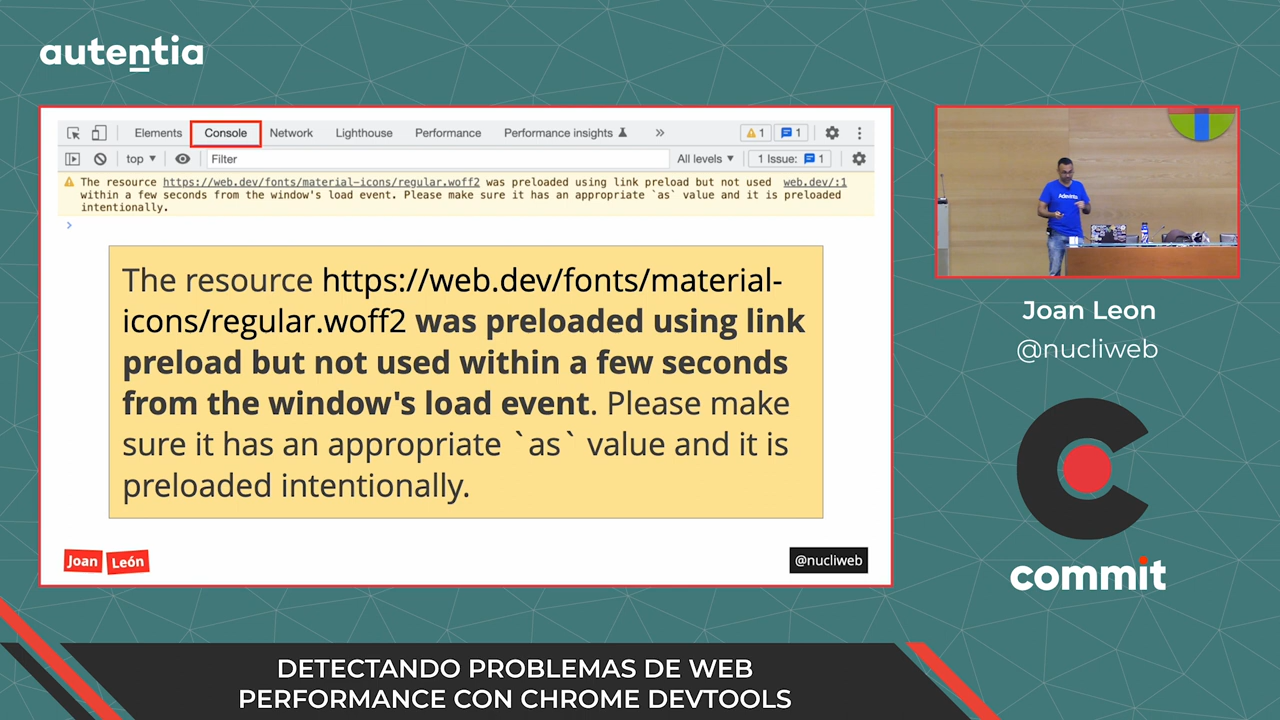 autentia
Elements Console Network Lighthouse Performance Performance insights » 1 1
top ▼ Filter All levels ▼ 1 Issue: 1
The resource https://web.dev/fonts/material-icons/regular.woff2 was preloaded using link preload but not used web.dev/:1
within a few seconds from the window's load event. Please make sure it has an appropriate `as` value and it is preloaded
intentionally.
The resource https://web.dev/fonts/material-
icons/regular.woff2 was preloaded using link
preload but not used within a few seconds
from the window's load event. Please make
sure it has an appropriate `as` value and it is
preloaded intentionally.
Joan León
@nucliweb
Adevinta
Joan Leon
@nucliweb
commit
DETECTANDO PROBLEMAS DE WEB
PERFORMANCE CON CHROME DEVTOOLS